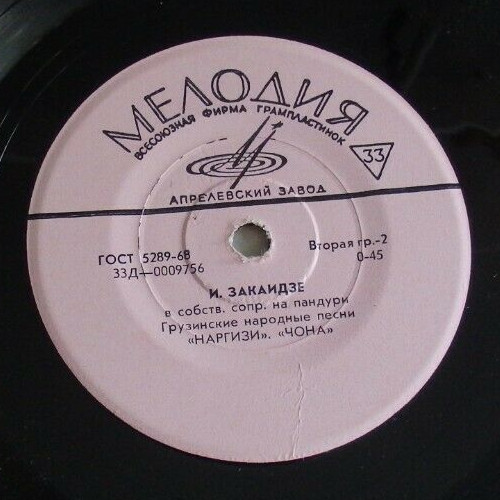 МЕЛОДИЯ
ВСЕСОЮЗНАЯ ФИРМА ГРАМПЛАСТИНОК
33
АПРЕЛЕВСКИЙ ЗАВОД
ГОСТ 5289-68
33Д—0009756
Вторая гр.-2
0-45
И. ЗАКАИДЗЕ
в собств. сопр. на пандури
Грузинские народные песни
«НАРГИЗИ». «ЧОНА»